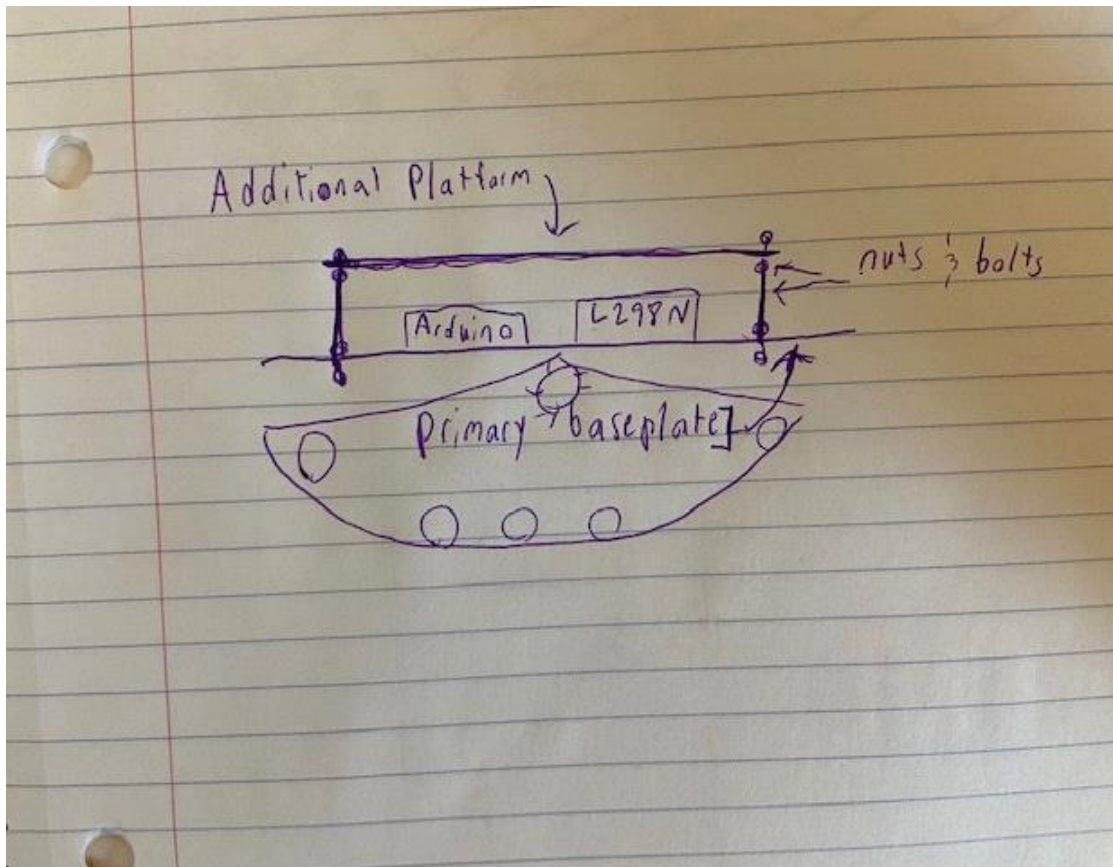 Additional Platform
nuts & bolts
Arduino
L298N
Primary baseplate]